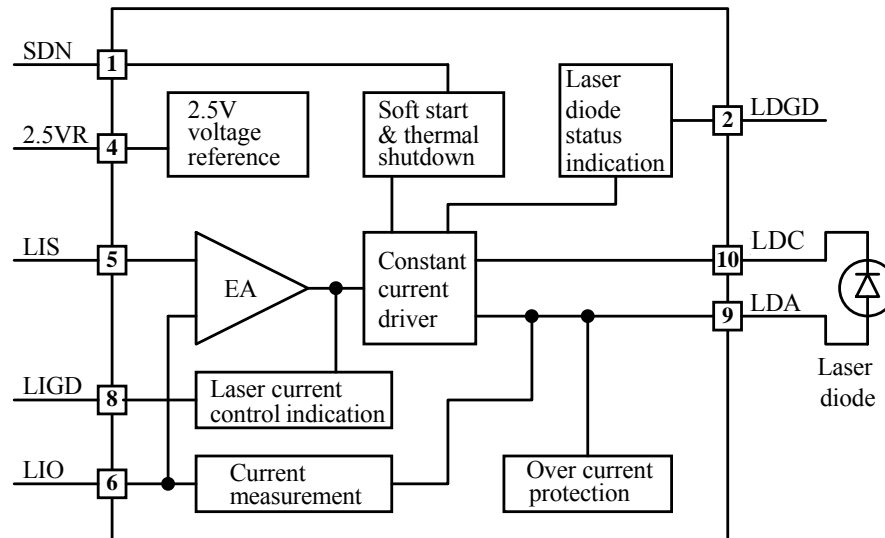 SDN
1
2.5VR
4
2.5V
voltage
reference
Soft start
& thermal
shutdown
Laser
diode
status
indication
2
LDGD
LIS
5
EA
Constant
current
driver
10
LDC
9
LDA
Laser
diode
LIGD
8
Laser current
control indication
LIO
6
Current
measurement
Over current
protection